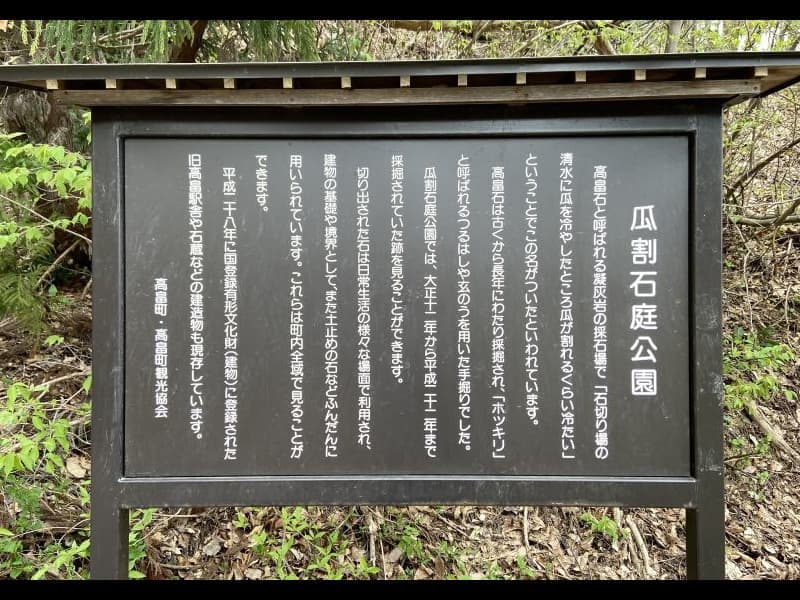 瓜割石庭公園
高畠石と呼ばれる凝灰岩の採石場で「石切り場の
清水に瓜を冷やしたところ瓜が割れるくらい冷たい」
ということでこの名がついたといわれています。
高畠石は古くから長年にわたり採掘され、「ホッキリ」
と呼ばれるつるはしや玄のうを用いた手掘りでした。
瓜割石庭公園では、大正十二年から平成二十二年まで
採掘されていた跡を見ることができます。
切り出された石は日常生活の様々な場面で利用され、
建物の基礎や境界として、また土止めの石などふんだんに
用いられています。これらは町内全域で見ることが
できます。
平成二十八年に国登録有形文化財(建物)に登録された
旧高畠駅舎や石蔵などの建造物も現存しています。
高畠町・高畠町観光協会